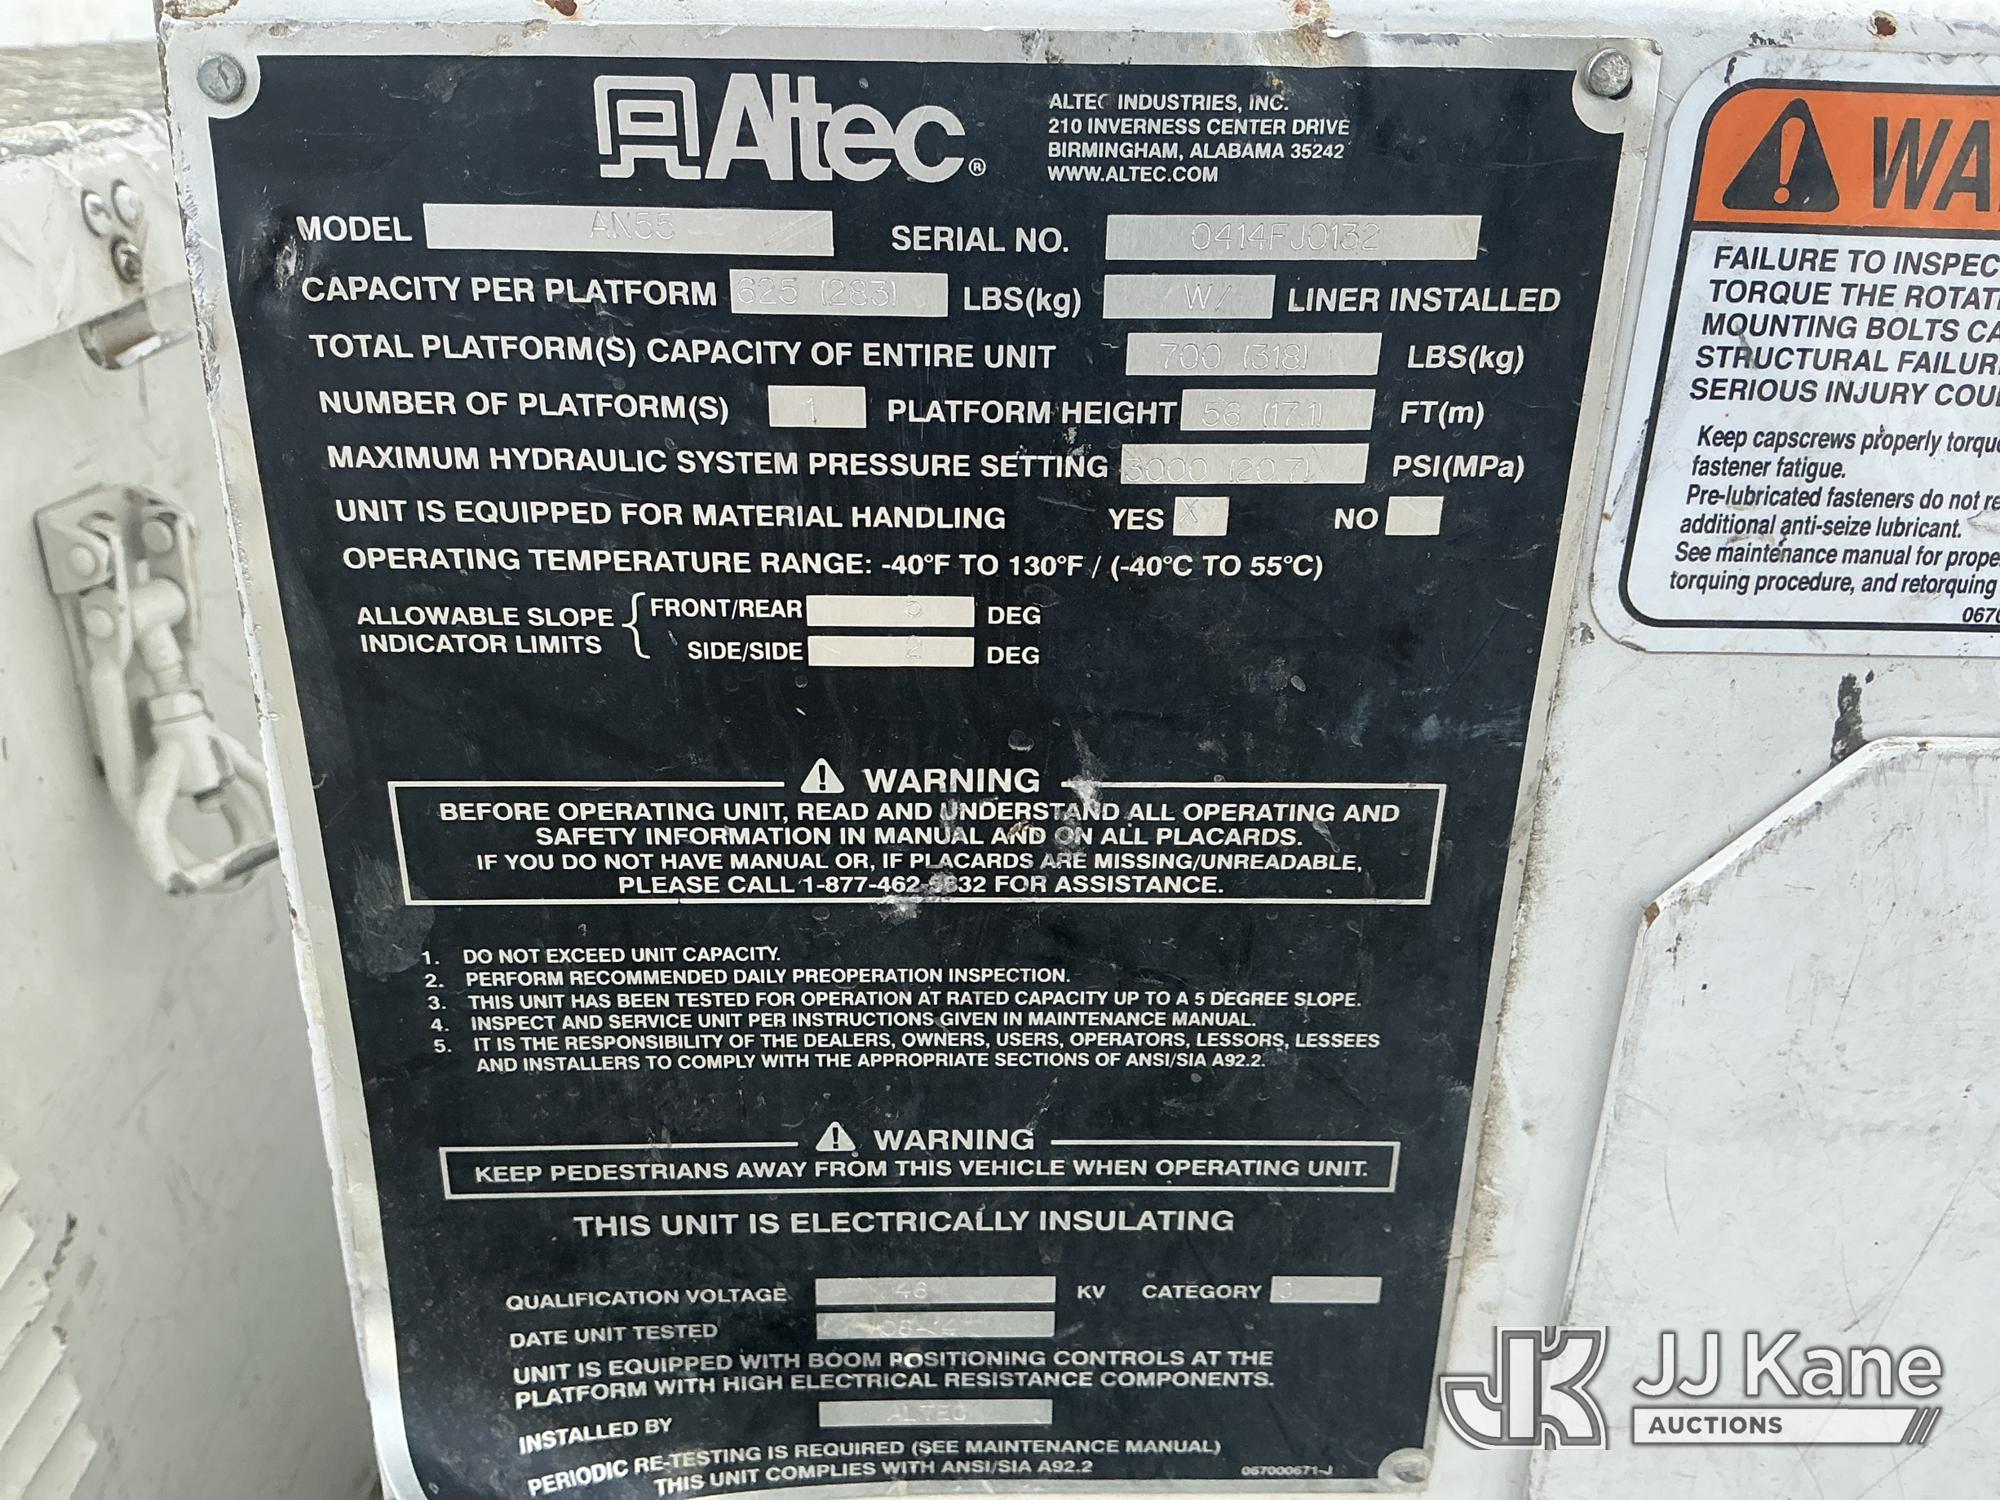 Altec®
ALTEC INDUSTRIES, INC.
210 INVERNESS CENTER DRIVE
BIRMINGHAM, ALABAMA 35242
WWW.ALTEC.COM
MODEL AN55 SERIAL NO. 0414FJ0132
CAPACITY PER PLATFORM 625 (283) LBS(kg) W/ LINER INSTALLED
TOTAL PLATFORM(S) CAPACITY OF ENTIRE UNIT 700 (318) LBS(kg)
NUMBER OF PLATFORM(S) 1 PLATFORM HEIGHT 56 (17.1) FT(m)
MAXIMUM HYDRAULIC SYSTEM PRESSURE SETTING 3000 (20.7) PSI(MPa)
UNIT IS EQUIPPED FOR MATERIAL HANDLING YES X NO
OPERATING TEMPERATURE RANGE: -40°F TO 130°F / (-40°C TO 55°C)
ALLOWABLE SLOPE INDICATOR LIMITS { FRONT/REAR 5 DEG
SIDE/SIDE 2 DEG
WARNING
BEFORE OPERATING UNIT, READ AND UNDERSTAND ALL OPERATING AND
SAFETY INFORMATION IN MANUAL AND ON ALL PLACARDS.
IF YOU DO NOT HAVE MANUAL OR, IF PLACARDS ARE MISSING/UNREADABLE,
PLEASE CALL 1-877-462- FOR ASSISTANCE.
1. DO NOT EXCEED UNIT CAPACITY.
2. PERFORM RECOMMENDED DAILY PREOPERATION INSPECTION.
3. THIS UNIT HAS BEEN TESTED FOR OPERATION AT RATED CAPACITY UP TO A 5 DEGREE SLOPE.
4. INSPECT AND SERVICE UNIT PER INSTRUCTIONS GIVEN IN MAINTENANCE MANUAL.
5. IT IS THE RESPONSIBILITY OF THE DEALERS, OWNERS, USERS, OPERATORS, LESSORS, LESSEES
AND INSTALLERS TO COMPLY WITH THE APPROPRIATE SECTIONS OF ANSI/SIA A92.2.
WARNING
KEEP PEDESTRIANS AWAY FROM THIS VEHICLE WHEN OPERATING UNIT.
THIS UNIT IS ELECTRICALLY INSULATING
QUALIFICATION VOLTAGE 46 KV CATEGORY
DATE UNIT TESTED
UNIT IS EQUIPPED WITH BOOM POSITIONING CONTROLS AT THE
PLATFORM WITH HIGH ELECTRICAL RESISTANCE COMPONENTS.
INSTALLED BY ALTEC
PERIODIC RE-TESTING IS REQUIRED (SEE MAINTENANCE MANUAL)
THIS UNIT COMPLIES WITH ANSI/SIA A92.2
067000671-J
WA
FAILURE TO INSPEC
TORQUE THE ROTATI
MOUNTING BOLTS CA
STRUCTURAL FAILUR
SERIOUS INJURY COU
Keep capscrews properly torque
fastener fatigue.
Pre-lubricated fasteners do not re
additional anti-seize lubricant.
See maintenance manual for prope
torquing procedure, and retorquing
0670
JK JJ Kane
AUCTIONS